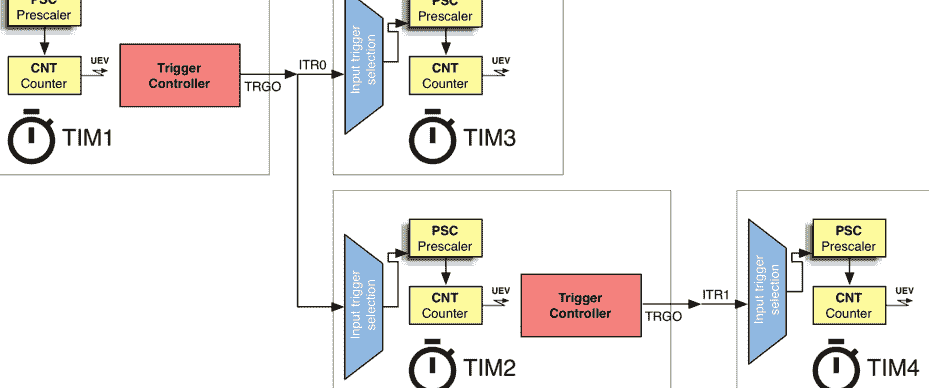 PSC
Prescaler
CNT
Counter
UEV
Trigger
Controller
TRGO
TIM1
ITR0
Input trigger
selection
PSC
Prescaler
CNT
Counter
UEV
TIM3
Input trigger
selection
PSC
Prescaler
CNT
Counter
UEV
Trigger
Controller
TRGO
TIM2
ITR1
Input trigger
selection
PSC
Prescaler
CNT
Counter
UEV
TIM4